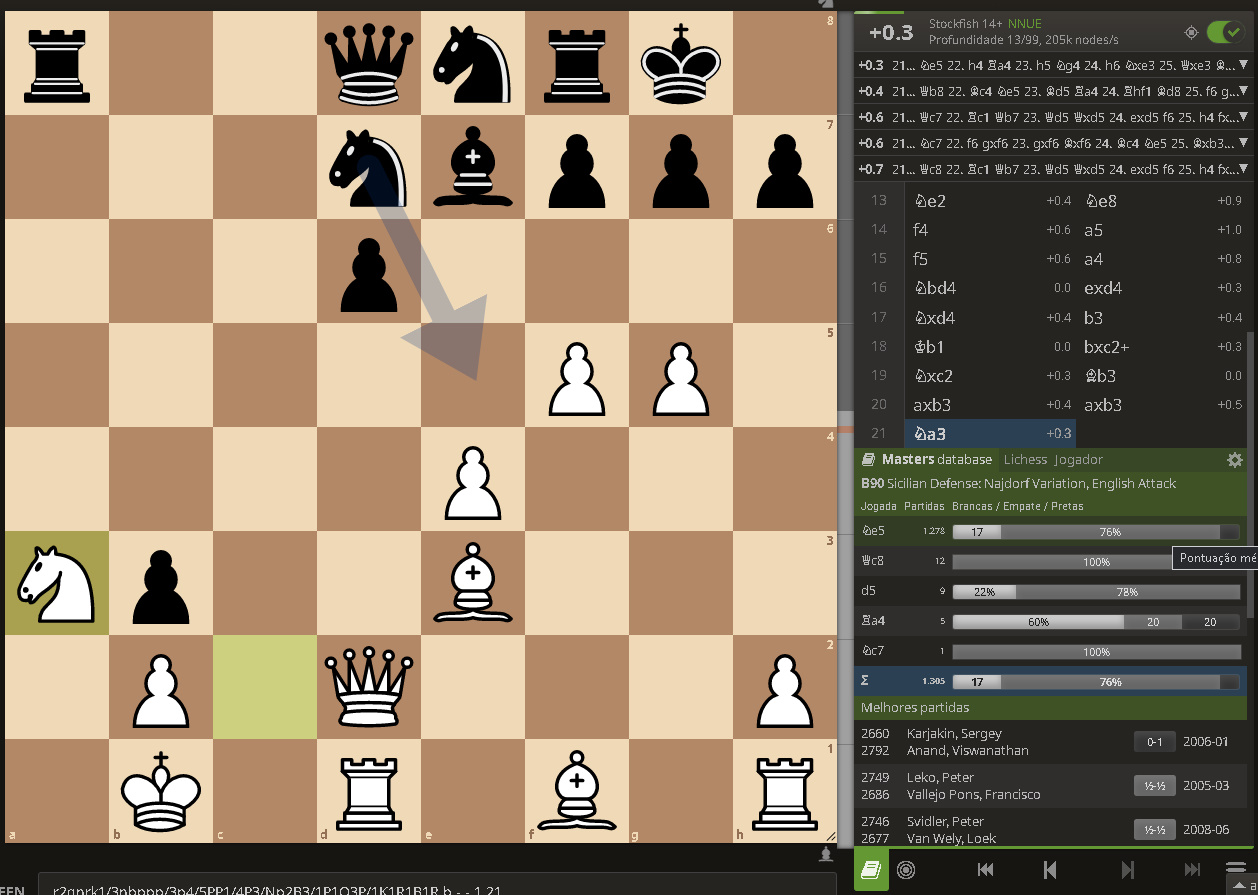 8
7
6
5
4
3
2
1
a b c d e f g h
FEN r2qnrk1/3nbppp/3p4/5PP1/4P3/Np2B3/1P1Q3P/1K1R1B1R b - - 1 21
+0.3 Stockfish 14+ NNUE
Profundidade 13/99, 205k nodes/s
+0.3 21... ♘e5 22. h4 ♖a4 23. h5 ♘g4 24. h6 ♘xe3 25. ♕xe3 ♗...
+0.4 21... ♕b8 22. ♗c4 ♘e5 23. ♗d5 ♖a4 24. ♖hf1 ♗d8 25. f6 g...
+0.6 21... ♕c7 22. ♖c1 ♕b7 23. ♕d5 ♕xd5 24. exd5 f6 25. h4 fx...
+0.6 21... ♘c7 22. f6 gxf6 23. gxf6 ♗xf6 24. ♗c4 ♘e5 25. ♗xb3...
+0.7 21... ♕c8 22. ♖c1 ♕b7 23. ♕d5 ♕xd5 24. exd5 f6 25. h4 fx...
13 ♘e2 +0.4 ♘e8 +0.9
14 f4 +0.6 a5 +1.0
15 f5 +0.6 a4 +0.8
16 ♘bd4 0.0 exd4 +0.3
17 ♘xd4 +0.4 b3 +0.4
18 ♔b1 0.0 bxc2+ +0.3
19 ♘xc2 +0.3 ♗b3 0.0
20 axb3 +0.4 axb3 +0.5
21 ♘a3 +0.3
Masters database Lichess Jogador
B90 Sicilian Defense: Najdorf Variation, English Attack
Jogada Partidas Brancas / Empate / Pretas
♘e5 1.278 17 76%
♕c8 12 100%
Pontuação mé
d5 9 22% 78%
♖a4 5 60% 20 20
♘c7 1 100%
Σ 1.305 17 76%
Melhores partidas
2660 Karjakin, Sergey
2792 Anand, Viswanathan
0-1 2006-01
2749 Leko, Peter
2686 Vallejo Pons, Francisco
½-½ 2005-03
2746 Svidler, Peter
2677 Van Wely, Loek
½-½ 2008-06